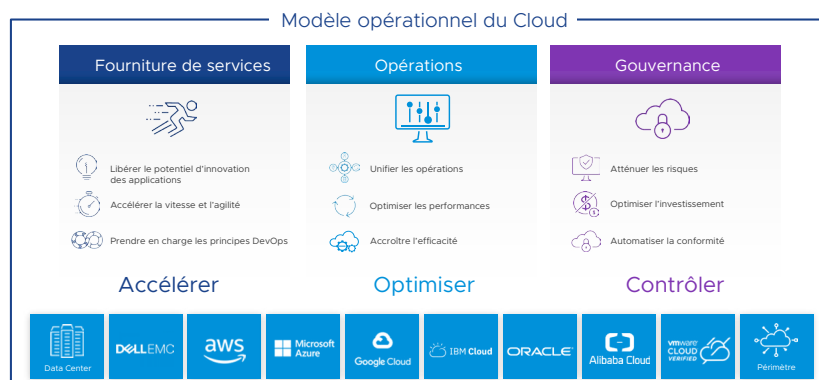 Modèle opérationnel du Cloud
Fourniture de services
Libérer le potentiel d'innovation
des applications
Accélérer la vitesse et l'agilité
Prendre en charge les principes DevOps
Accélérer
Opérations
Unifier les opérations
Optimiser les performances
Accroître l'efficacité
Optimiser
Gouvernance
Atténuer les risques
Optimiser l'investissement
Automatiser la conformité
Contrôler
Data Center
DELLEMC
aws
Microsoft
Azure
Google Cloud
IBM Cloud
ORACLE
Alibaba Cloud
vmware
CLOUD
VERIFIED
Périmètre